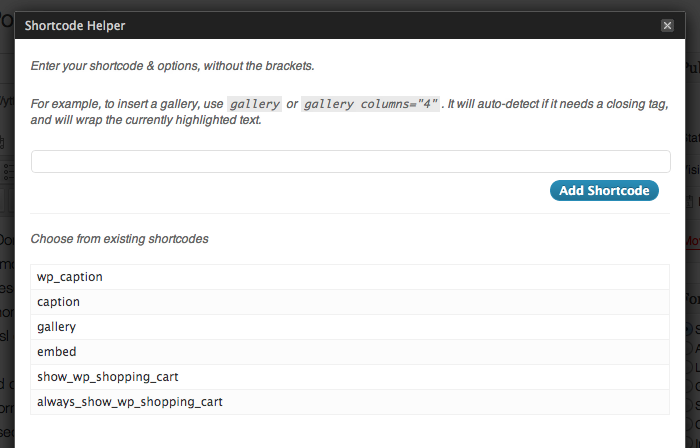 Shortcode Helper
Enter your shortcode & options, without the brackets.
For example, to insert a gallery, use gallery or gallery columns="4". It will auto-detect if it needs a closing tag,
and will wrap the currently highlighted text.
Add Shortcode
Choose from existing shortcodes
wp_caption
caption
gallery
embed
show_wp_shopping_cart
always_show_wp_shopping_cart